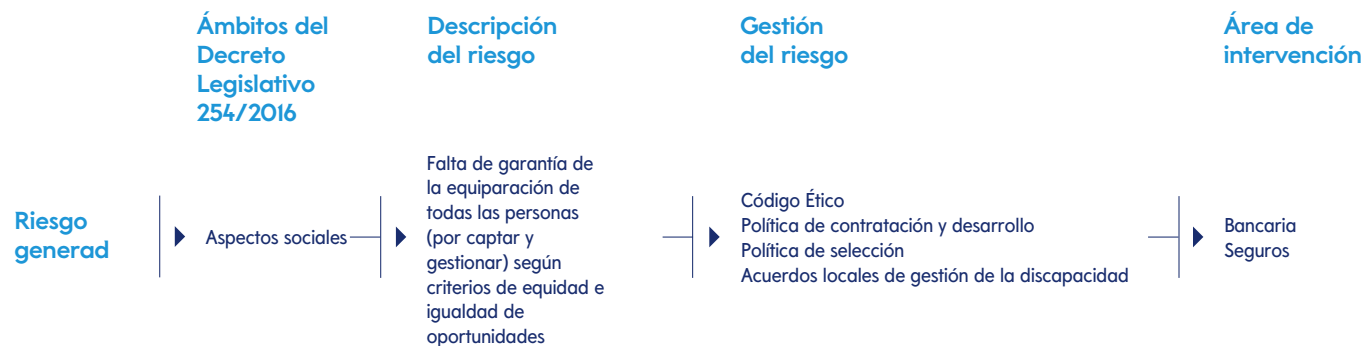 Ámbitos del
Decreto
Legislativo
254/2016
Descripción
del riesgo
Gestión
del riesgo
Área de
intervención
Riesgo
generad
Aspectos sociales
Falta de garantía de
la equiparación de
todas las personas
(por captar y
gestionar) según
criterios de equidad e
igualdad de
oportunidades
Código Ético
Política de contratación y desarrollo
Política de selección
Acuerdos locales de gestión de la discapacidad
Bancaria
Seguros